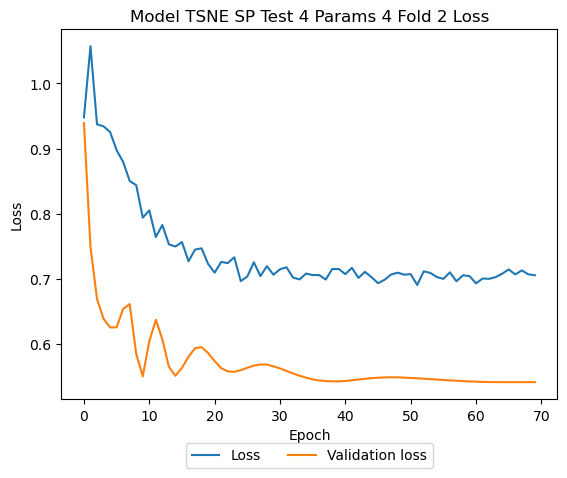 Model TSNE SP Test 4 Params 4 Fold 2 Loss
1.0
0.9
0.8
0.7
0.6
Loss
0 10 20 30 40 50 60 70
Epoch
Loss Validation loss